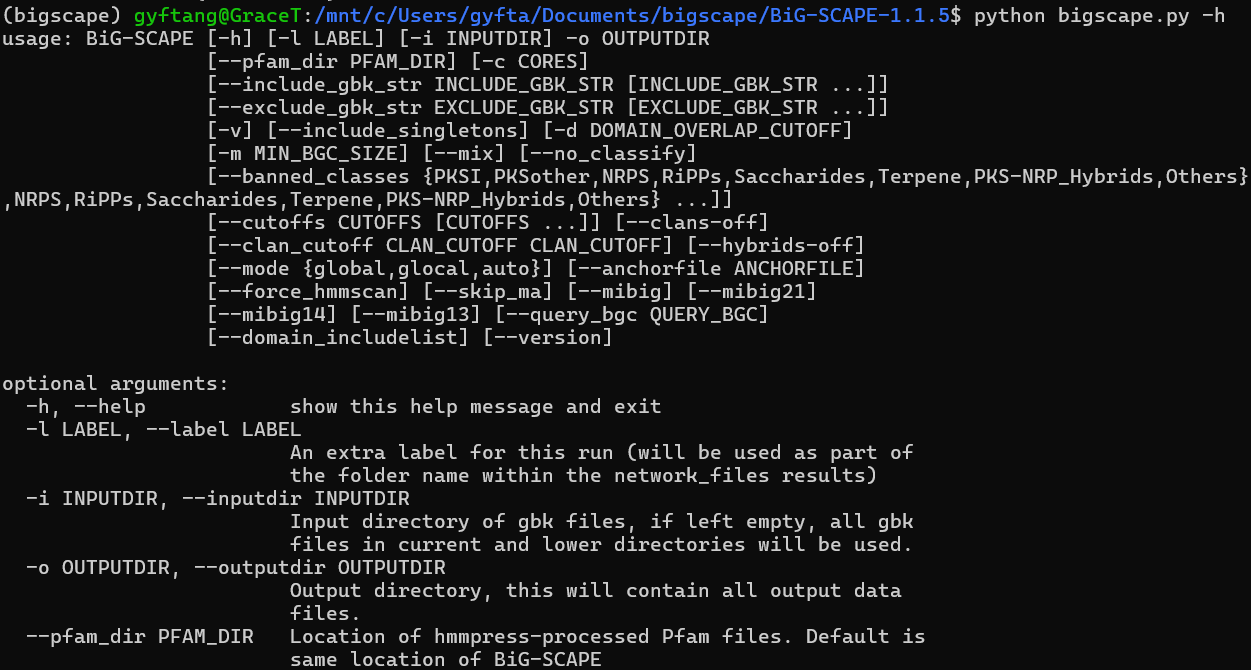 (bigscape) gyftang@GraceT:/mnt/c/Users/gyfta/Documents/bigscape/BiG-SCAPE-1.1.5$ python bigscape.py -h
usage: BiG-SCAPE [-h] [-l LABEL] [-i INPUTDIR] -o OUTPUTDIR
[--pfam_dir PFAM_DIR] [-c CORES]
[--include_gbk_str INCLUDE_GBK_STR [INCLUDE_GBK_STR ...]]
[--exclude_gbk_str EXCLUDE_GBK_STR [EXCLUDE_GBK_STR ...]]
[-v] [--include_singletons] [-d DOMAIN_OVERLAP_CUTOFF]
[-m MIN_BGC_SIZE] [--mix] [--no_classify]
[--banned_classes {PKSI,PKSother,NRPS,RiPPs,Saccharides,Terpene,PKS-NRP_Hybrids,Others}
,NRPS,RiPPs,Saccharides,Terpene,PKS-NRP_Hybrids,Others} ...]]
[--cutoffs CUTOFFS [CUTOFFS ...]] [--clans-off]
[--clan_cutoff CLAN_CUTOFF CLAN_CUTOFF] [--hybrids-off]
[--mode {global,glocal,auto}] [--anchorfile ANCHORFILE]
[--force_hmmscan] [--skip_ma] [--mibig] [--mibig21]
[--mibig14] [--mibig13] [--query_bgc QUERY_BGC]
[--domain_includelist] [--version]
optional arguments:
-h, --help show this help message and exit
-l LABEL, --label LABEL
An extra label for this run (will be used as part of
the folder name within the network_files results)
-i INPUTDIR, --inputdir INPUTDIR
Input directory of gbk files, if left empty, all gbk
files in current and lower directories will be used.
-o OUTPUTDIR, --outputdir OUTPUTDIR
Output directory, this will contain all output data
files.
--pfam_dir PFAM_DIR Location of hmmpress-processed Pfam files. Default is
same location of BiG-SCAPE